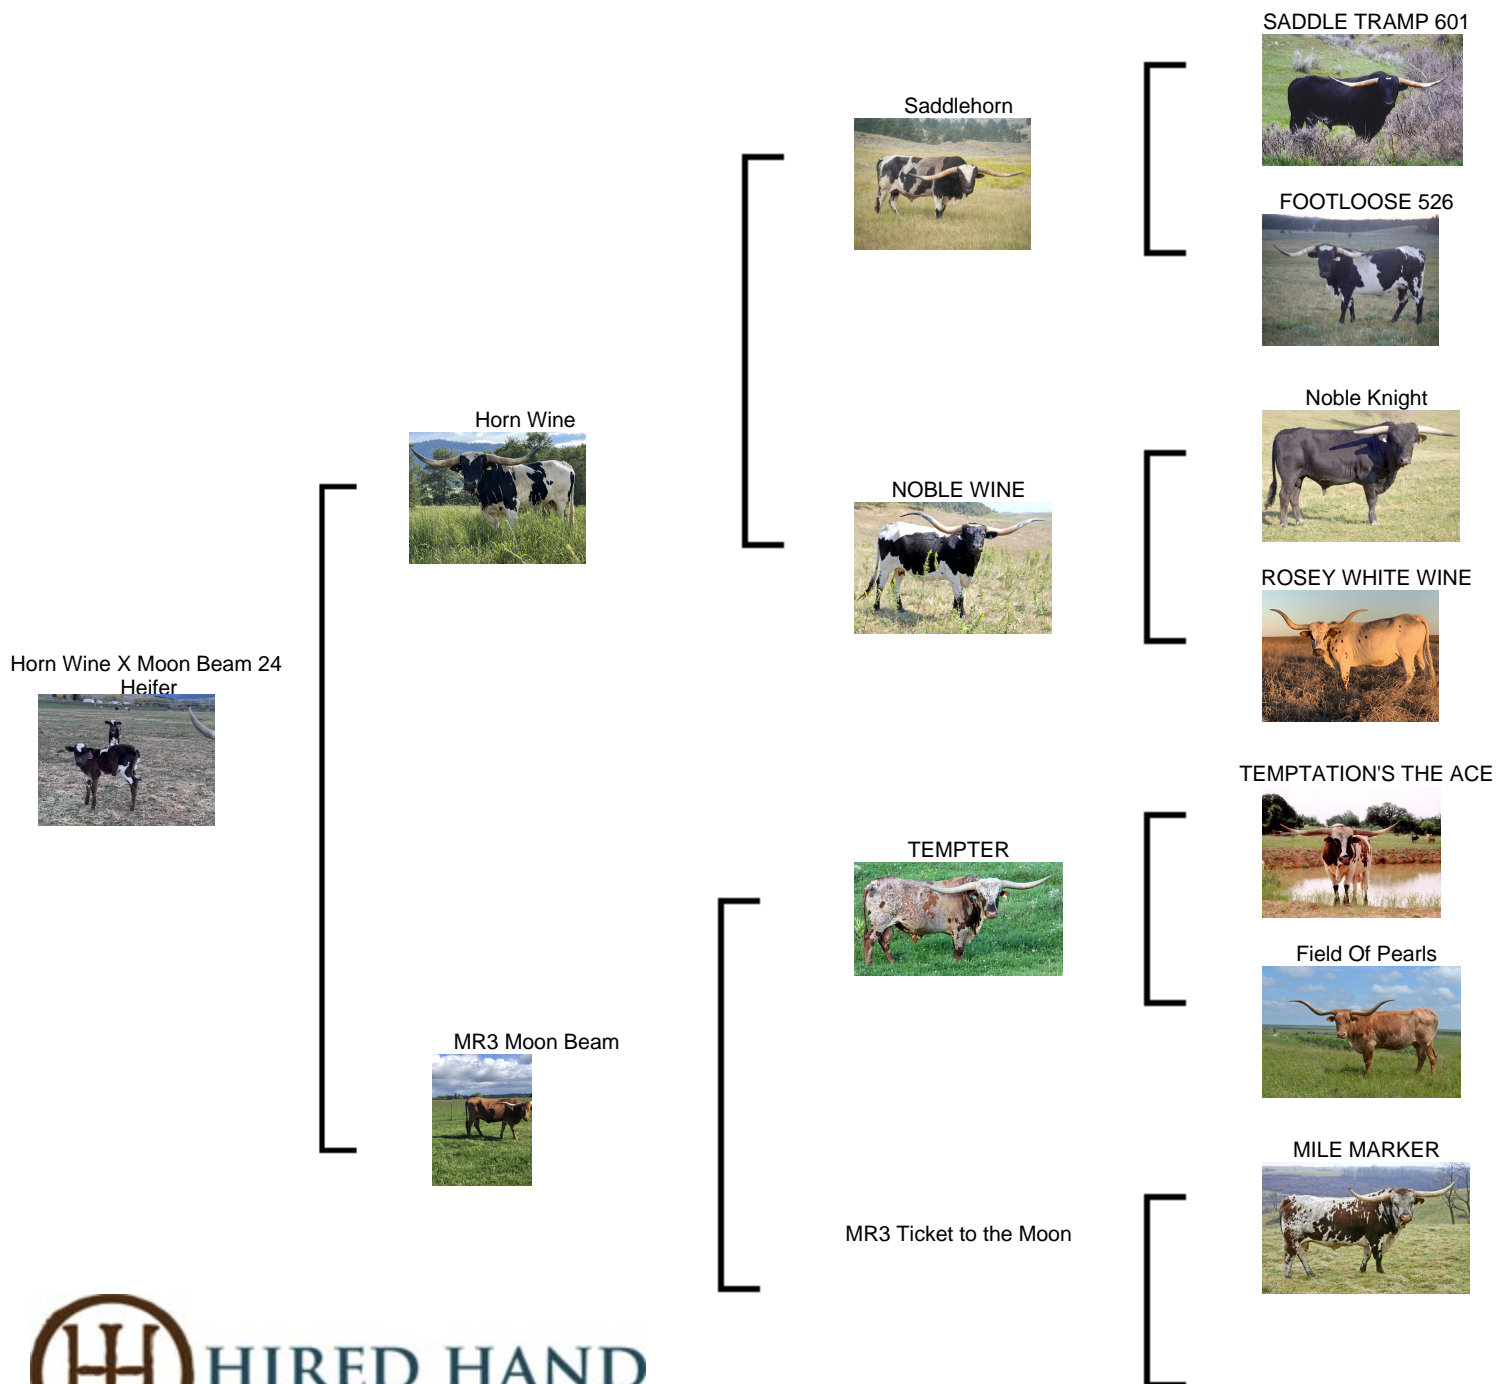 SADDLE TRAMP 601
Saddlehorn
FOOTLOOSE 526
Noble Knight
Horn Wine
NOBLE WINE
ROSEY WHITE WINE
Horn Wine X Moon Beam 24
Heifer
TEMPTATION'S THE ACE
TEMPTER
Field Of Pearls
MR3 Moon Beam
MILE MARKER
MR3 Ticket to the Moon
HIRED HAND